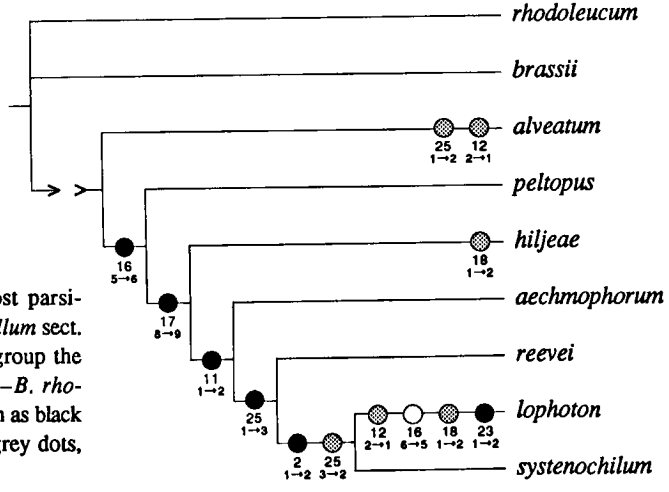 rhodoleucum
brassii
alveatum
25 12
1→2 2→1
peltopus
16
5→6
hiljeae
18
1→2
17
8→9
aechmophorum
11
1→2
reevei
25
1→3
lophoton
12 16 18 23
2→1 6→5 1→2 1→2
2 25
1→2 3→2
systenochilum
ost parsi-
llum sect.
group the
–B. rho-
n as black
grey dots,